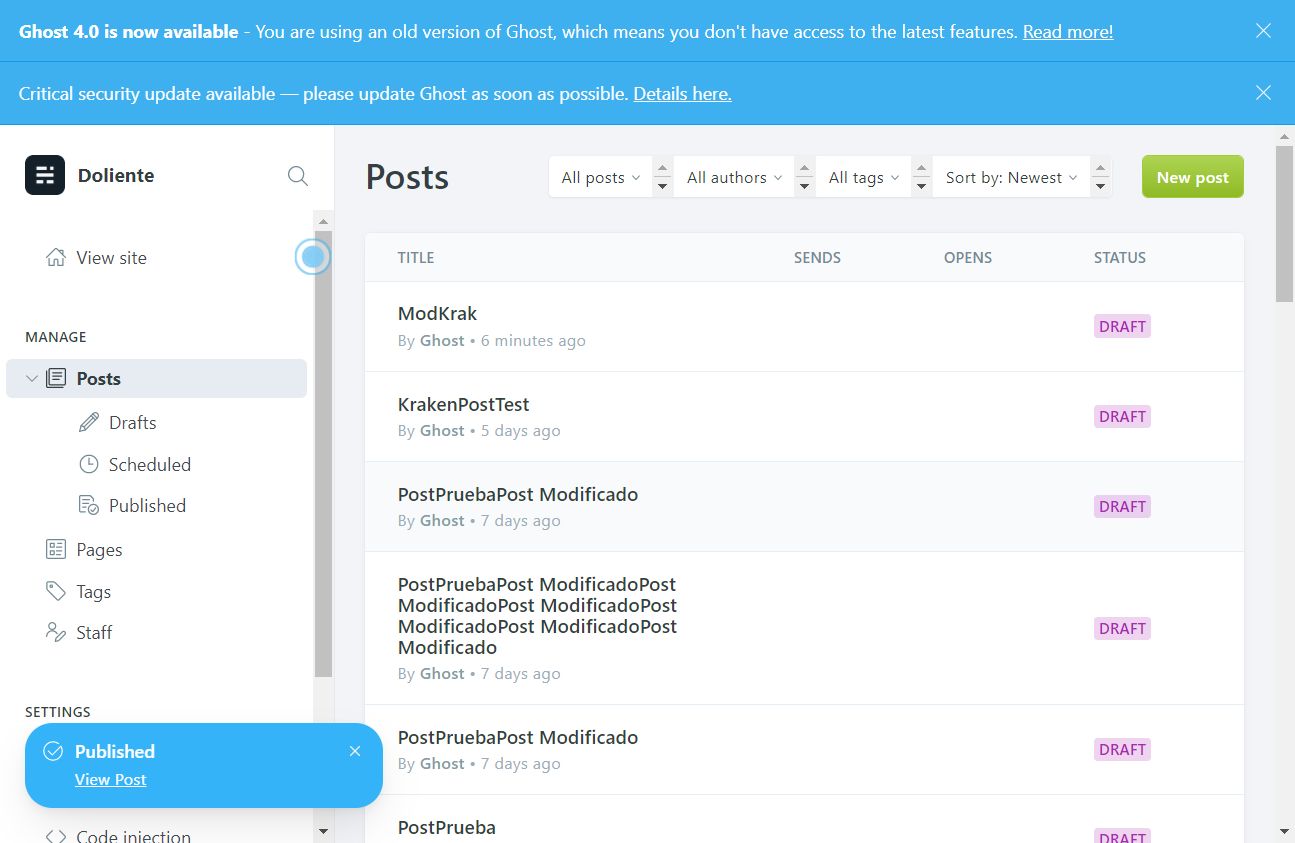 Ghost 4.0 is now available - You are using an old version of Ghost, which means you don't have access to the latest features. Read more!
Critical security update available — please update Ghost as soon as possible. Details here.
Doliente
View site
MANAGE
Posts
Drafts
Scheduled
Published
Pages
Tags
Staff
SETTINGS
Published
View Post
Code injection
Posts
All posts
All authors
All tags
Sort by: Newest
New post
TITLE SENDS OPENS STATUS
ModKrak
By Ghost • 6 minutes ago
DRAFT
KrakenPostTest
By Ghost • 5 days ago
DRAFT
PostPruebaPost Modificado
By Ghost • 7 days ago
DRAFT
PostPruebaPost ModificadoPost
ModificadoPost ModificadoPost
ModificadoPost ModificadoPost
Modificado
By Ghost • 7 days ago
DRAFT
PostPruebaPost Modificado
By Ghost • 7 days ago
DRAFT
PostPrueba
DRAFT